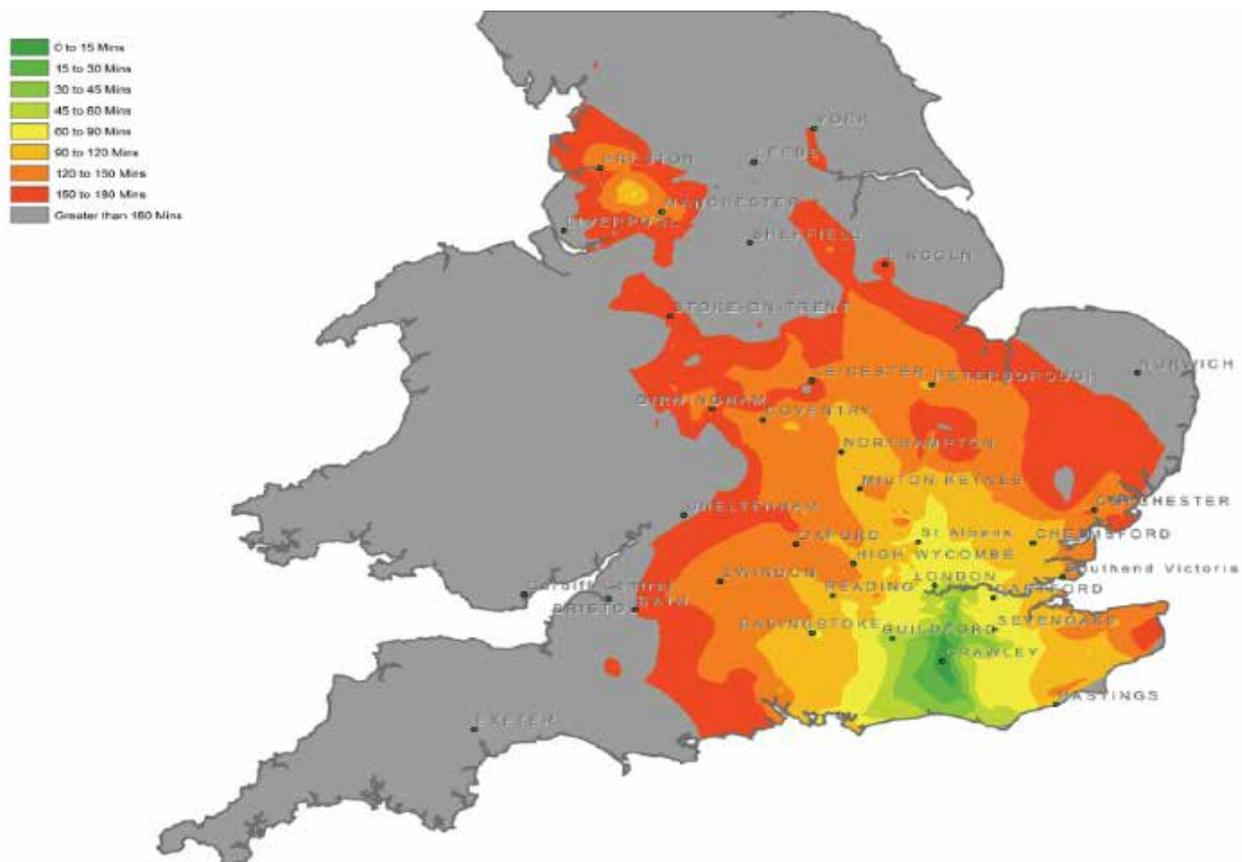 0 to 15 Mins
15 to 30 Mins
30 to 45 Mins
45 to 60 Mins
60 to 90 Mins
90 to 120 Mins
120 to 150 Mins
150 to 180 Mins
Greater than 180 Mins
YORK
LEEDS
PRESTON
MANCHESTER
LIVERPOOL
SHEFFIELD
LINCOLN
STOKE-ON-TRENT
NORWICH
LEICESTER
PETERBOROUGH
BIRMINGHAM
COVENTRY
NORTHAMPTON
MILTON KEYNES
CHELTENHAM
COLCHESTER
OXFORD
St Albans
CHELMSFORD
HIGH WYCOMBE
Southend Victoria
SWINDON
READING
LONDON
DARTFORD
Cardiff Central
BRISTOL
BATH
BASINGSTOKE
GUILDFORD
SEVENOAKS
CRAWLEY
HASTINGS
EXETER